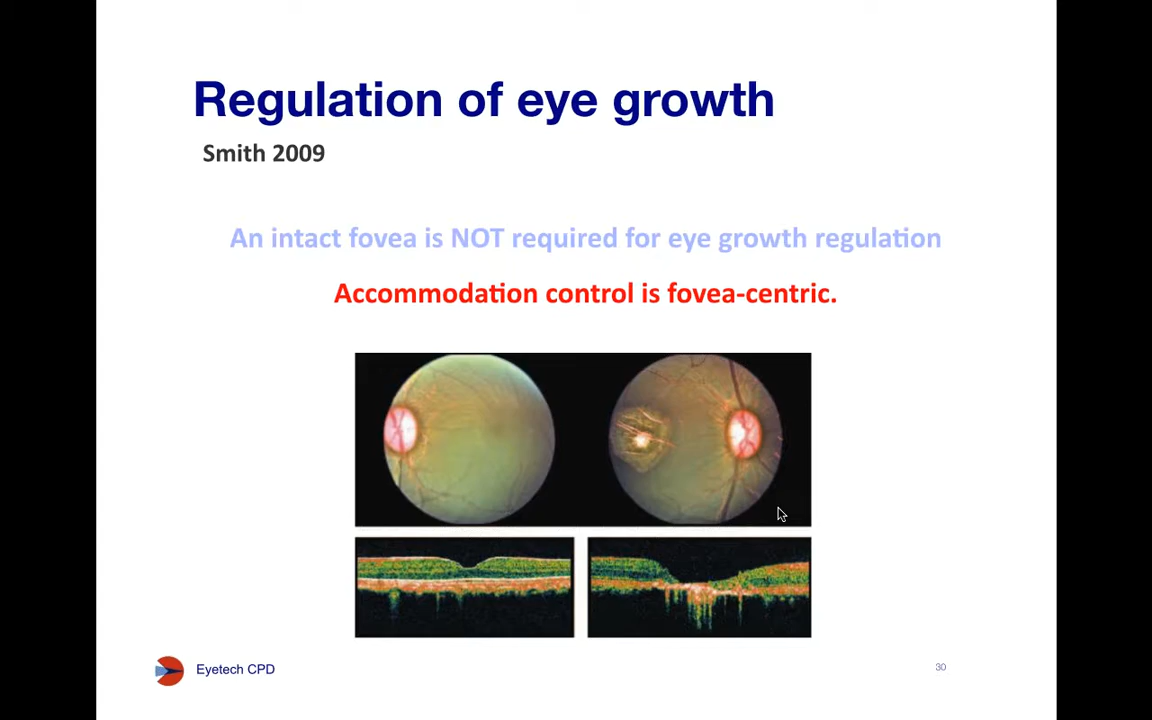 Regulation of eye growth
Smith 2009
An intact fovea is NOT required for eye growth regulation
Accommodation control is fovea-centric.
Eyetech CPD
30